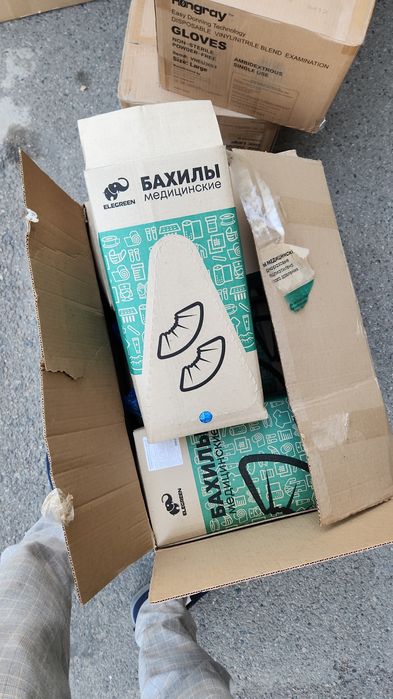 Hongray™
Easy Donning Technology
DISPOSABLE VINYL/NITRILE BLEND EXAMINATION
GLOVES
NON-STERILE
POWDER-FREE
AMBIDEXTROUS
SINGLE USE
Size: Large
ELEGREEN
БАХИЛЫ
медицинские
ELEGREEN
БАХИЛЫ
медицинские